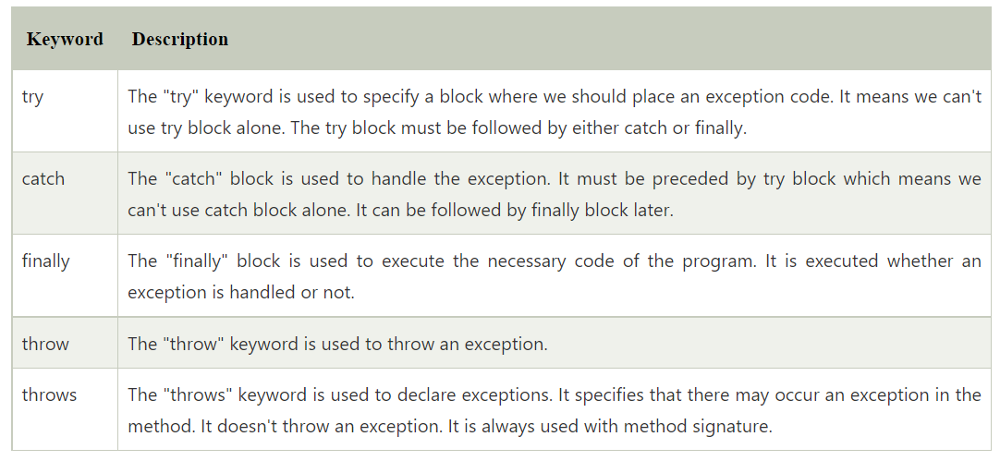 Keyword Description
try The "try" keyword is used to specify a block where we should place an exception code. It means we can't
use try block alone. The try block must be followed by either catch or finally.
catch The "catch" block is used to handle the exception. It must be preceded by try block which means we
can't use catch block alone. It can be followed by finally block later.
finally The "finally" block is used to execute the necessary code of the program. It is executed whether an
exception is handled or not.
throw The "throw" keyword is used to throw an exception.
throws The "throws" keyword is used to declare exceptions. It specifies that there may occur an exception in the
method. It doesn't throw an exception. It is always used with method signature.